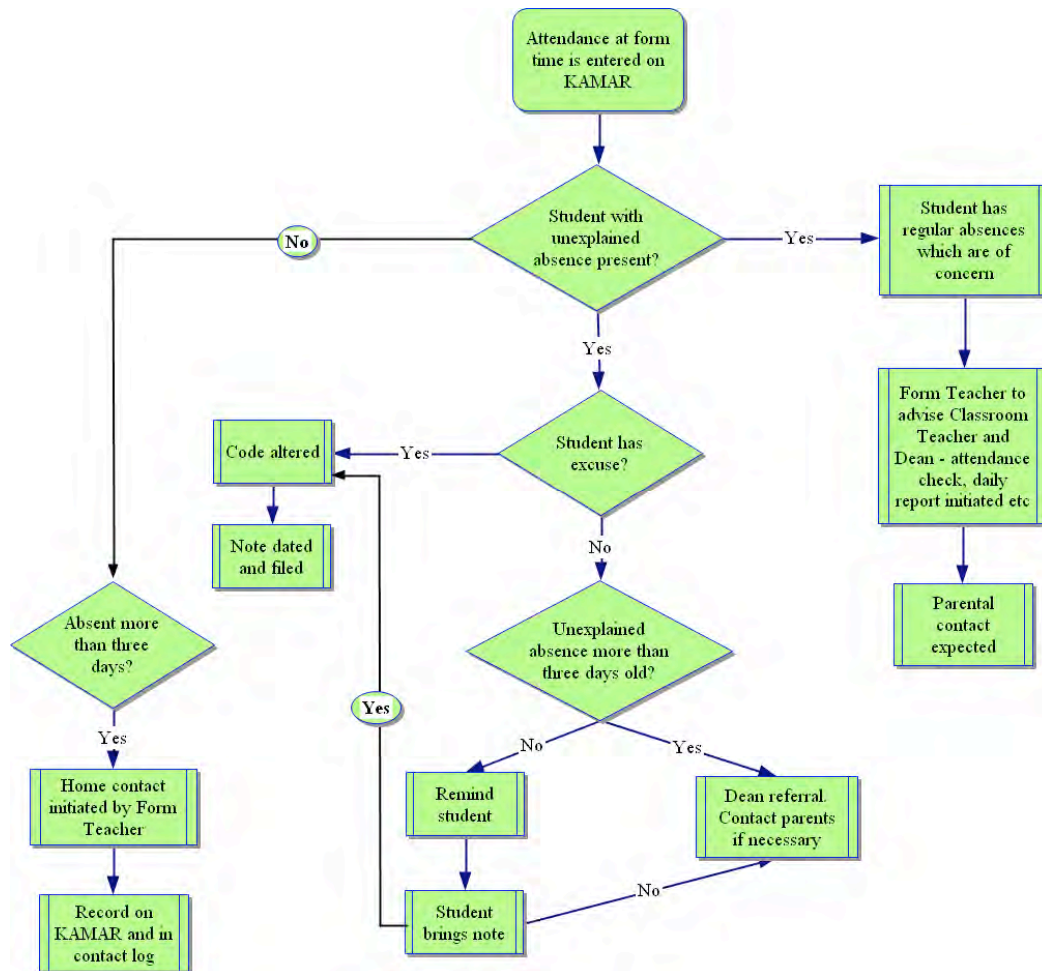 Attendance at form
time is entered on
KAMAR
Student with
unexplained
absence present?
No
Yes
Student has
regular absences
which are of
concern
Yes
Form Teacher to
advise Classroom
Teacher and
Dean - attendance
check, daily
report initiated etc
Student has
excuse?
Yes
Code altered
Note dated
and filed
No
Parental
contact
expected
Absent more
than three
days?
Unexplained
absence more than
three days old?
Yes
Yes
No
Yes
Home contact
initiated by Form
Teacher
Remind
student
Dean referral.
Contact parents
if necessary
No
Record on
KAMAR and in
contact log
Student
brings note